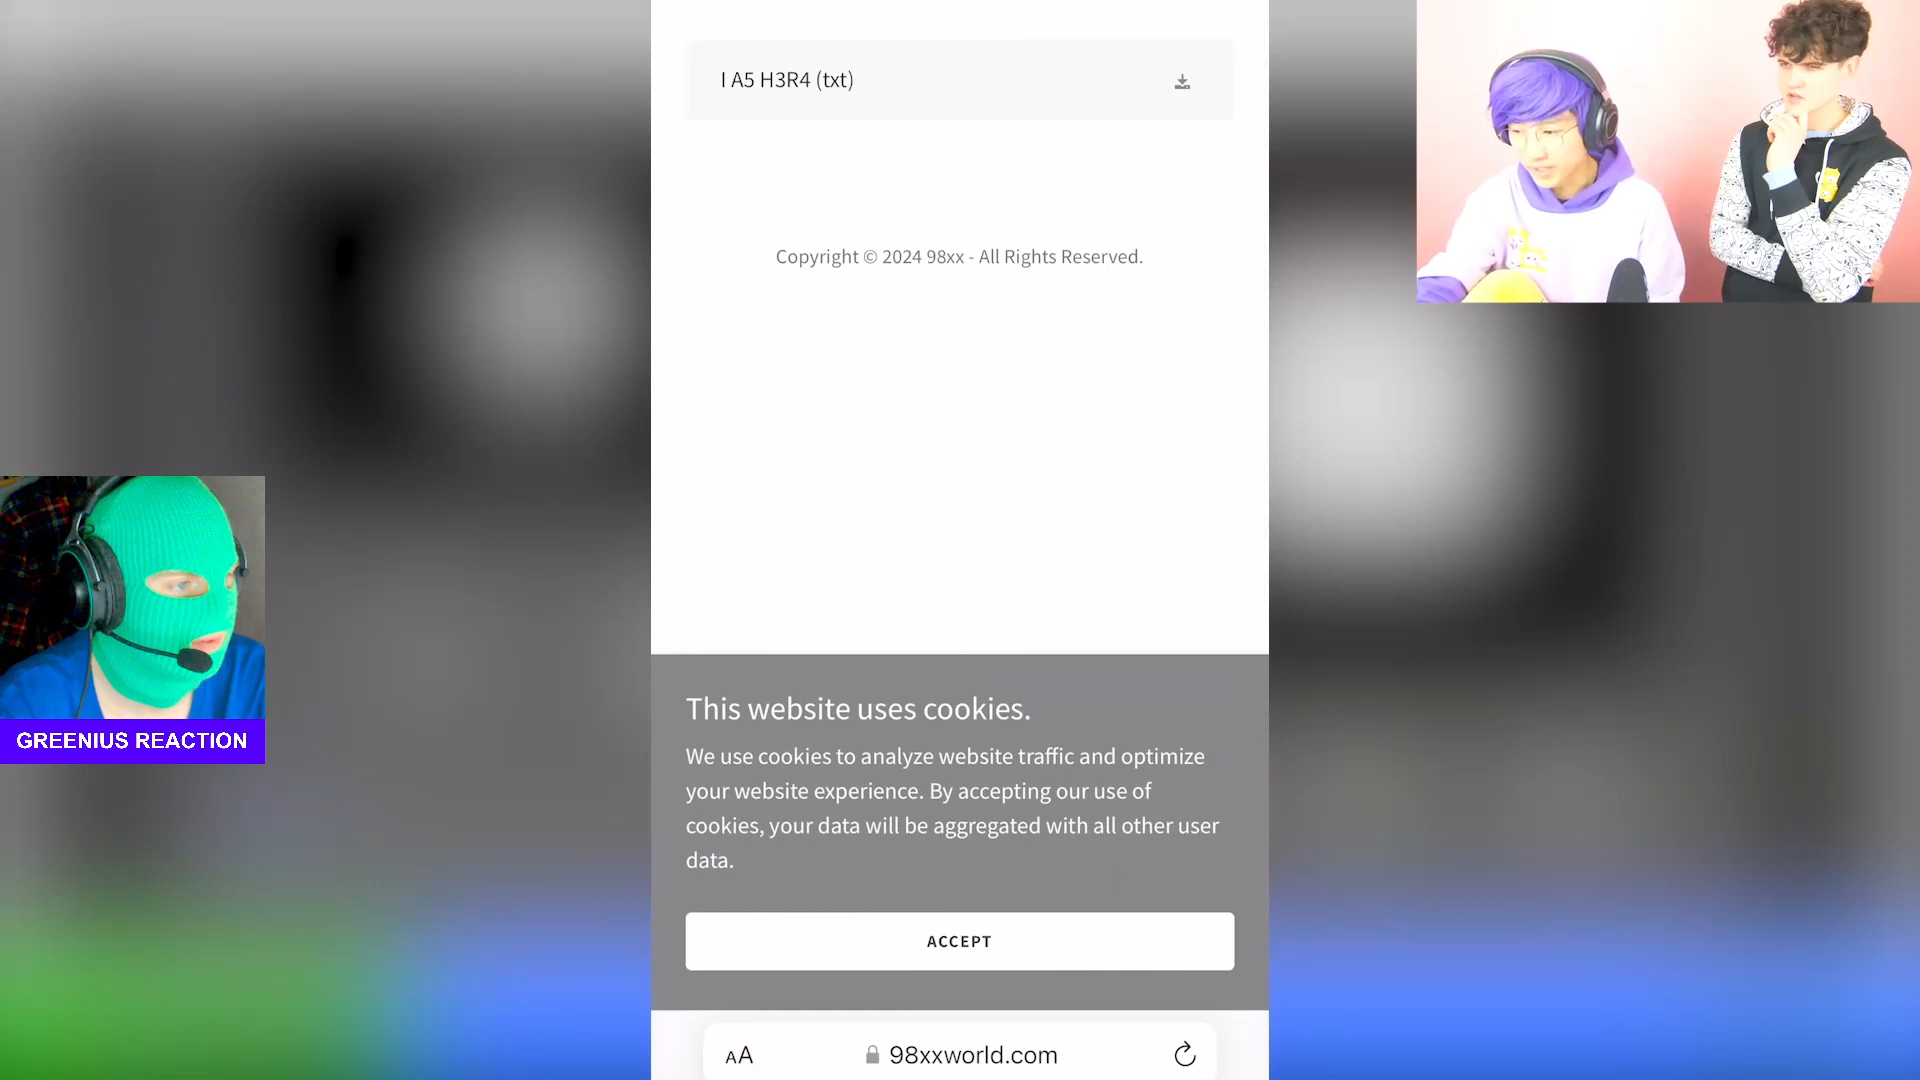 I A5 H3R4 (txt)
Copyright © 2024 98xx - All Rights Reserved.
GREENIUS REACTION
This website uses cookies.
We use cookies to analyze website traffic and optimize
your website experience. By accepting our use of
cookies, your data will be aggregated with all other user
data.
ACCEPT
AA
98xxworld.com